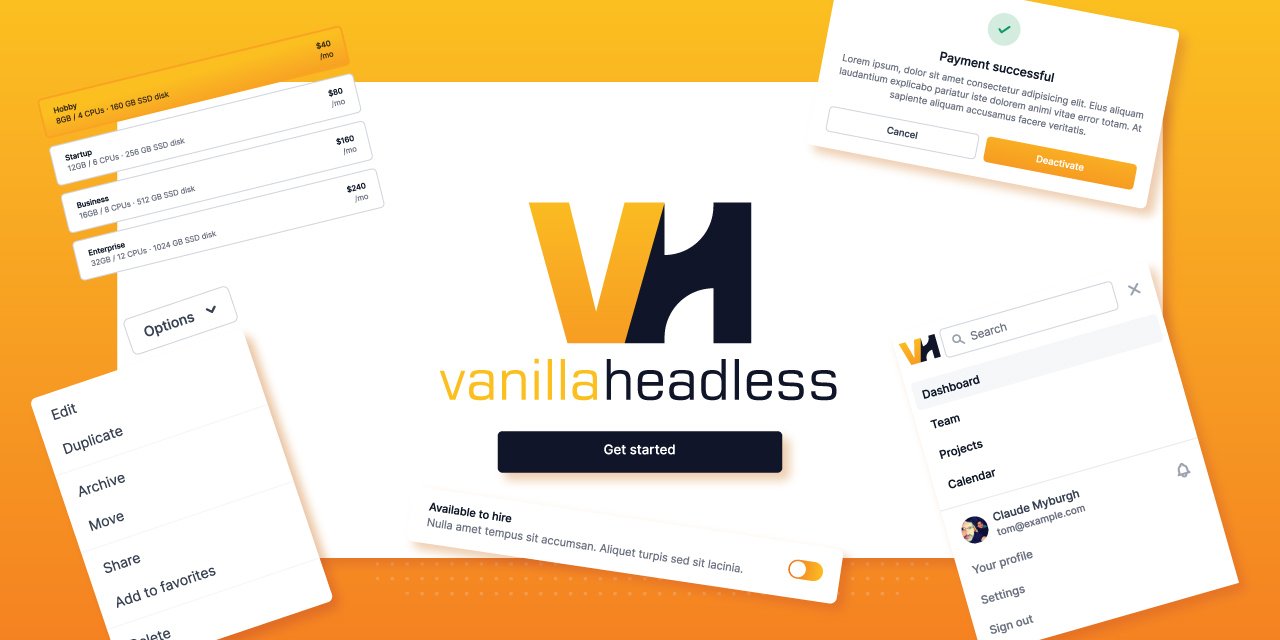 Hobby
8GB / 4 CPUs · 160 GB SSD disk
$40
/mo
Startup
12GB / 6 CPUs · 256 GB SSD disk
$80
/mo
Business
16GB / 8 CPUs · 512 GB SSD disk
$160
/mo
Enterprise
32GB / 12 CPUs · 1024 GB SSD disk
$240
/mo
Payment successful
Lorem ipsum, dolor sit amet consectetur adipisicing elit. Eius aliquam
laudantium explicabo pariatur iste dolorem animi vitae error totam. At
sapiente aliquam accusamus facere veritatis.
Cancel
Deactivate
Options
Edit
Duplicate
Archive
Move
Share
Add to favorites
Delete
VH
vanillaheadless
Get started
Available to hire
Nulla amet tempus sit accumsan. Aliquet turpis sed sit lacinia.
VH
Search
Dashboard
Team
Projects
Calendar
Claude Myburgh
tom@example.com
Your profile
Settings
Sign out